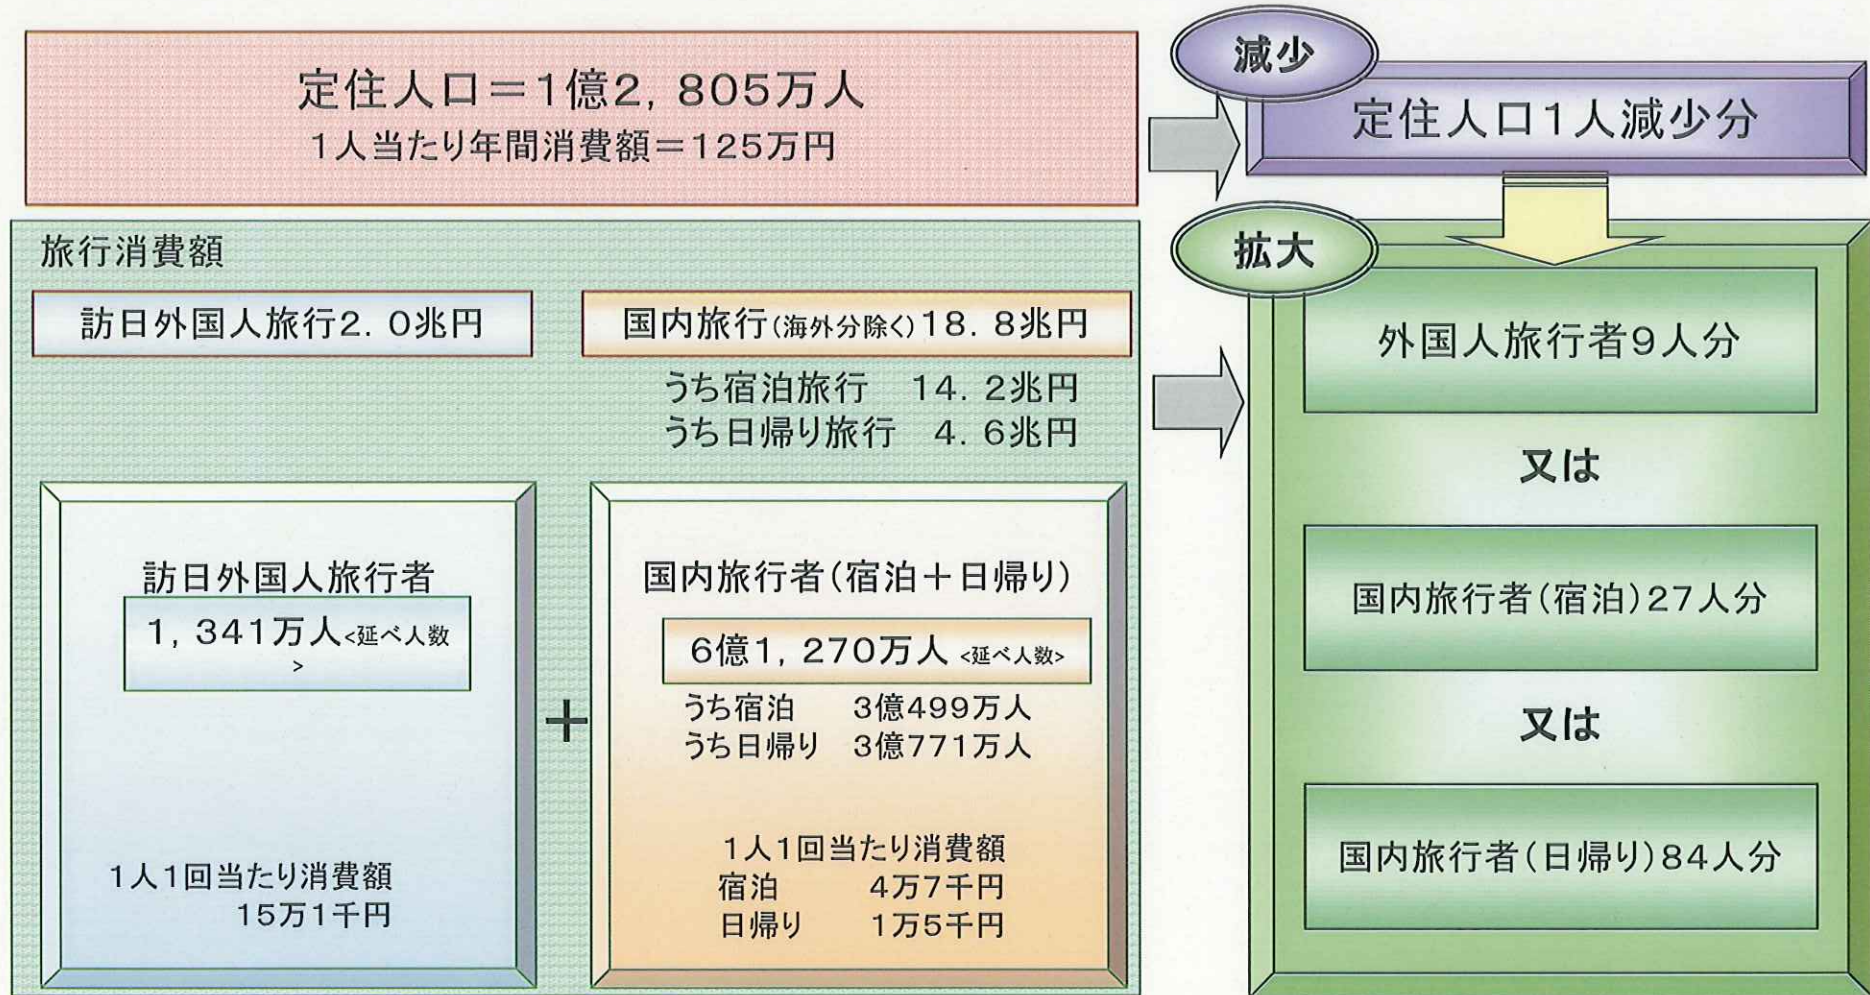 定住人口＝1億2，805万人
1人当たり年間消費額＝125万円
減少
定住人口1人減少分
旅行消費額
訪日外国人旅行2．0兆円
国内旅行(海外分除く)18．8兆円
うち宿泊旅行　14．2兆円
うち日帰り旅行　4．6兆円
訪日外国人旅行者
1，341万人<延べ人数
>
1人1回当たり消費額
15万1千円
＋
国内旅行者(宿泊＋日帰り)
6億1，270万人 <延べ人数>
うち宿泊　3億499万人
うち日帰り　3億771万人
1人1回当たり消費額
宿泊　4万7千円
日帰り　1万5千円
拡大
外国人旅行者9人分
又は
国内旅行者(宿泊)27人分
又は
国内旅行者(日帰り)84人分